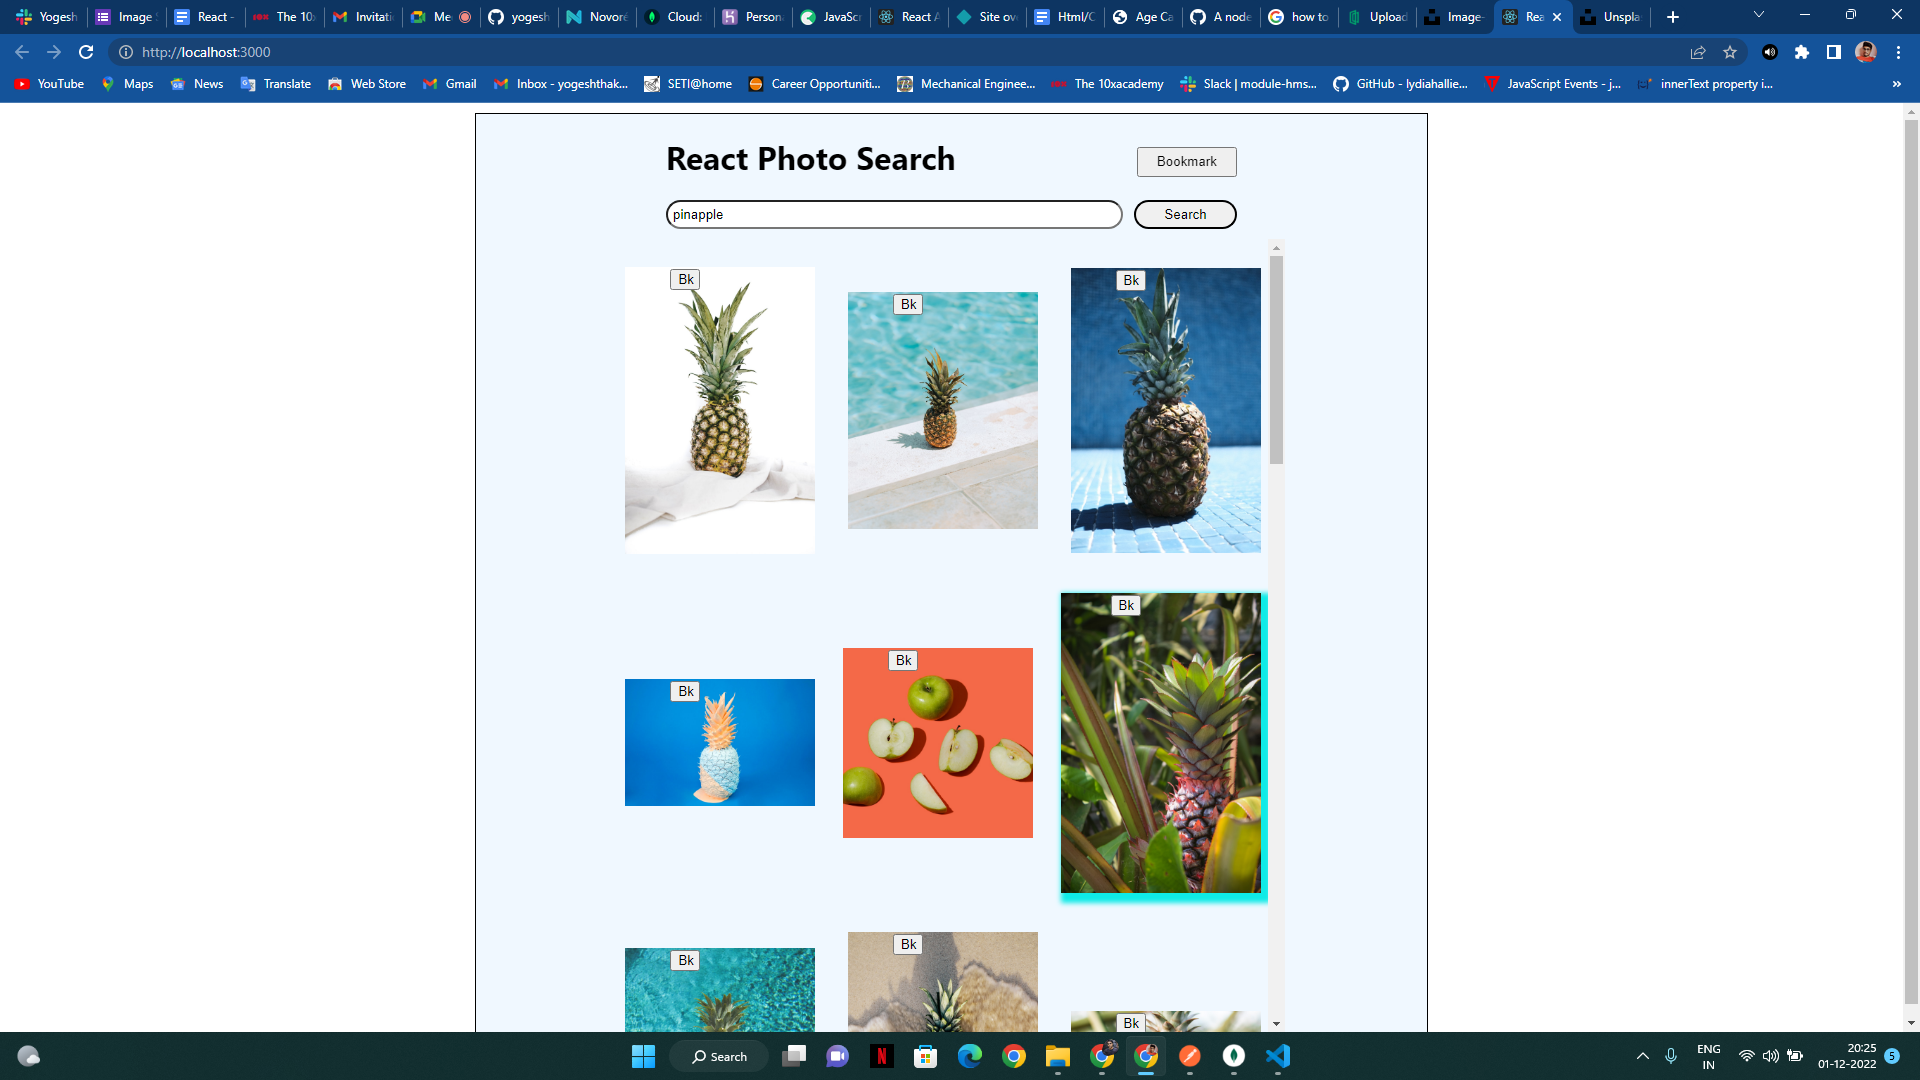 Yogesh
Image
React -
The 10x
Invitati
Me
yogesh
Novor
Cloud:
Person
JavaScr
React A
Site ov
Html/C
Age Ca
A node
how to
Upload
Image-
Rea
Unspla
http://localhost:3000
YouTube
Maps
News
Translate
Web Store
Gmail
Inbox - yogeshthak...
SETI@home
Career Opportuniti...
Mechanical Enginee...
The 10xacademy
Slack | module-hms...
GitHub - lydiahallie...
JavaScript Events - j...
innerText property i...
React Photo Search
Bookmark
pinapple
Search
Bk
Bk
Bk
Bk
Bk
Bk
Bk
Bk
Bk
Search
ENG
IN
20:25
01-12-2022
5